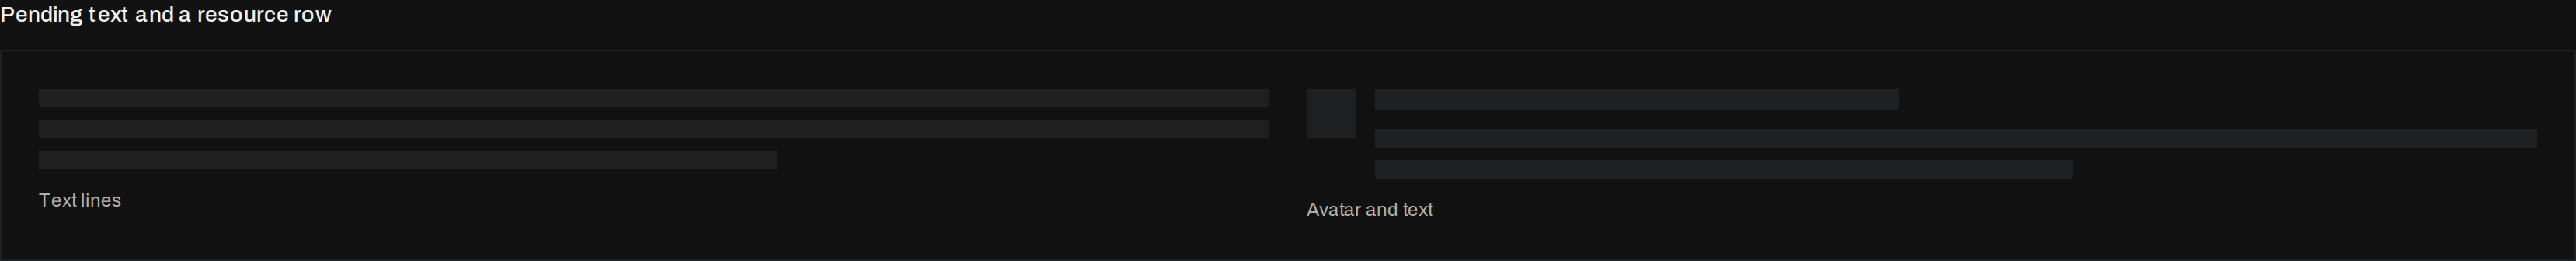 Pending text and a resource row
Text lines
Avatar and text